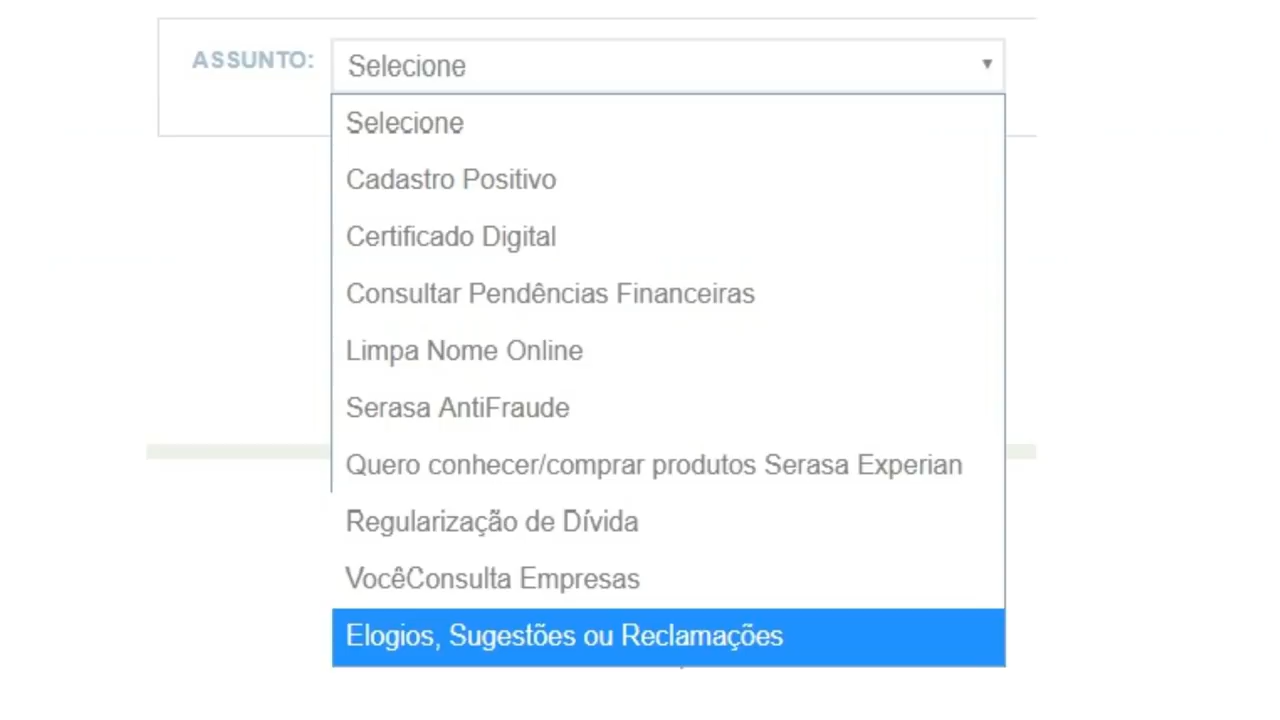 ASSUNTO: Selecione
Selecione
Cadastro Positivo
Certificado Digital
Consultar Pendências Financeiras
Limpa Nome Online
Serasa AntiFraude
Quero conhecer/comprar produtos Serasa Experian
Regularização de Dívida
VocêConsulta Empresas
Elogios, Sugestões ou Reclamações